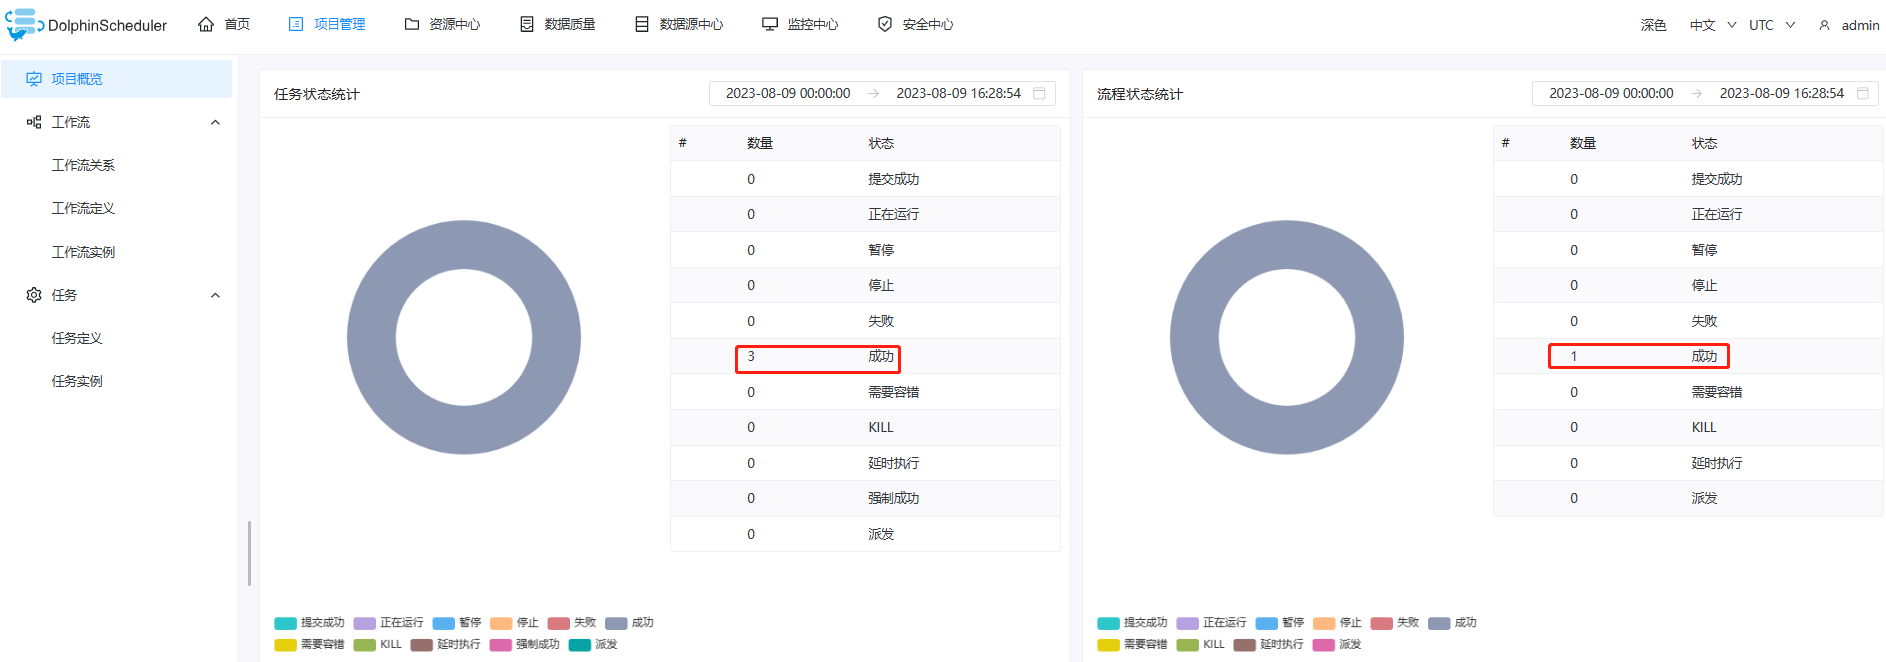 DolphinScheduler 首页 项目管理 资源中心 数据质量 数据源中心 监控中心 安全中心 深色 中文 UTC admin
项目概览
工作流
工作流关系
工作流定义
工作流实例
任务
任务定义
任务实例
任务状态统计 2023-08-09 00:00:00 → 2023-08-09 16:28:54
# 数量 状态
0 提交成功
0 正在运行
0 暂停
0 停止
0 失败
3 成功
0 需要容错
0 KILL
0 延时执行
0 强制成功
0 派发
提交成功 正在运行 暂停 停止 失败 成功
需要容错 KILL 延时执行 强制成功 派发
流程状态统计 2023-08-09 00:00:00 → 2023-08-09 16:28:54
# 数量 状态
0 提交成功
0 正在运行
0 暂停
0 停止
0 失败
1 成功
0 需要容错
0 KILL
0 延时执行
0 派发
提交成功 正在运行 暂停 停止 失败 成功
需要容错 KILL 延时执行 派发